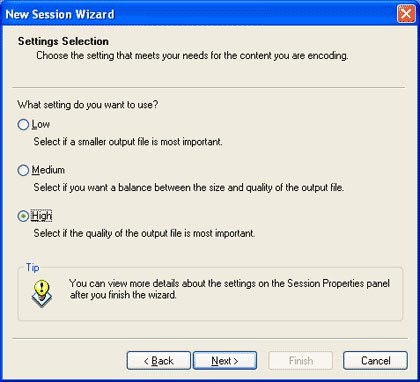 New Session Wizard
Settings Selection
Choose the setting that meets your needs for the content you are encoding.
What setting do you want to use?
Low
Select if a smaller output file is most important.
Medium
Select if you want a balance between the size and quality of the output file.
High
Select if the quality of the output file is most important.
Tip
You can view more details about the settings on the Session Properties panel
after you finish the wizard.
< Back
Next >
Finish
Cancel